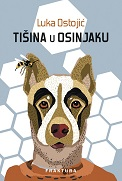 Luka Ostojić
TIŠINA U OSINJAKU
FRAKTURA